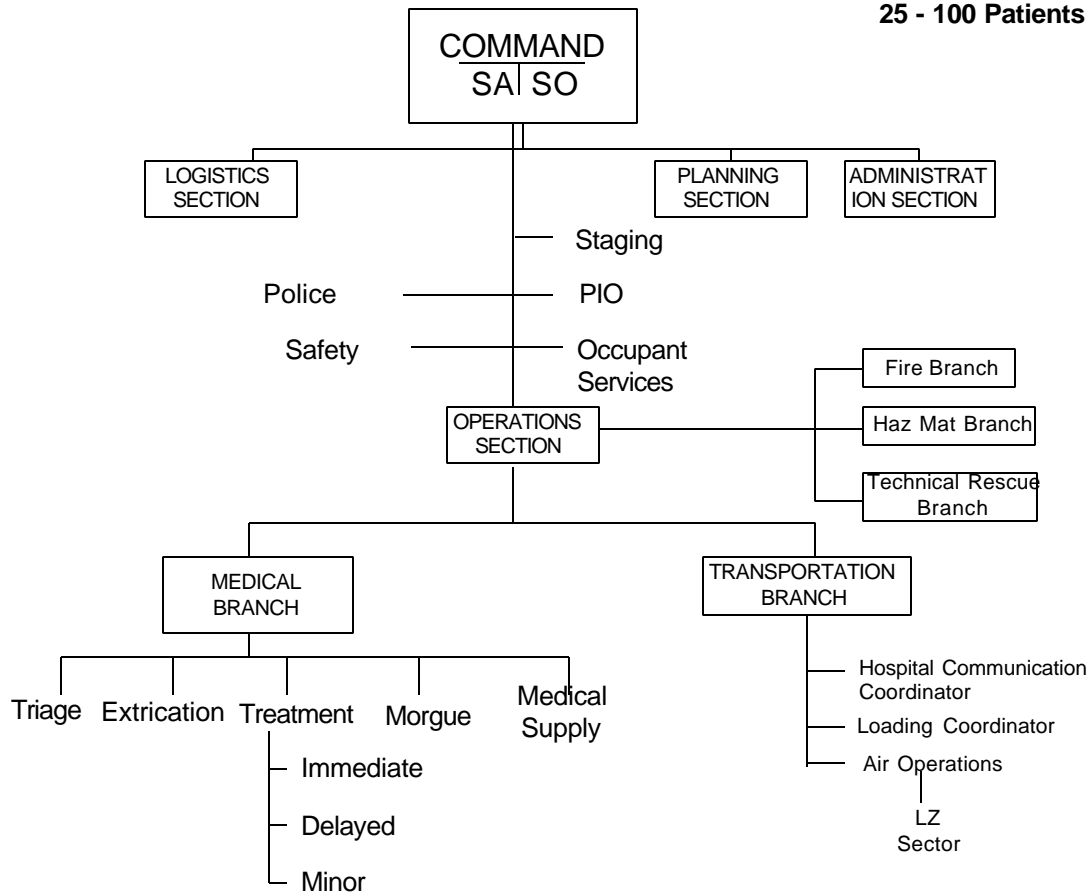 25 - 100 Patients
COMMAND
SA SO
LOGISTICS
SECTION
PLANNING
SECTION
ADMINISTRAT
ION SECTION
Staging
Police
PIO
Safety
Occupant
Services
Fire Branch
OPERATIONS
SECTION
Haz Mat Branch
Technical Rescue
Branch
MEDICAL
BRANCH
TRANSPORTATION
BRANCH
Triage
Extrication
Treatment
Morgue
Medical
Supply
Immediate
Delayed
Minor
Hospital Communication
Coordinator
Loading Coordinator
Air Operations
LZ
Sector